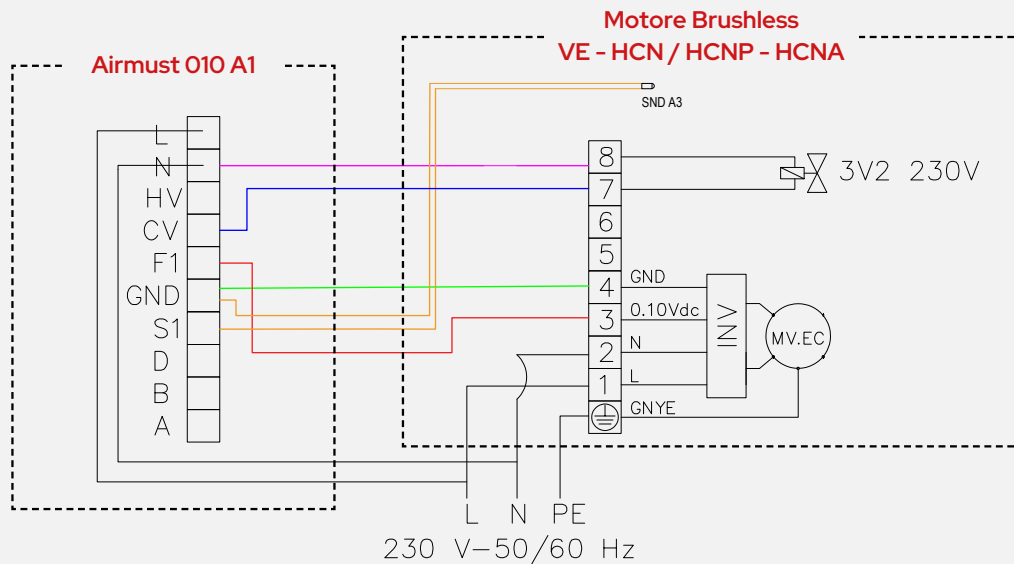 Motore Brushless
VE - HCN / HCNP - HCNA
Airmust 010 A1
SND A3
L
N
HV
CV
F1
GND
S1
D
B
A
8
7
6
5
4
3
2
1
3V2 230V
GND
0.10Vdc
N
L
GNYE
INV
MV.EC
L N PE
230 V-50/60 Hz